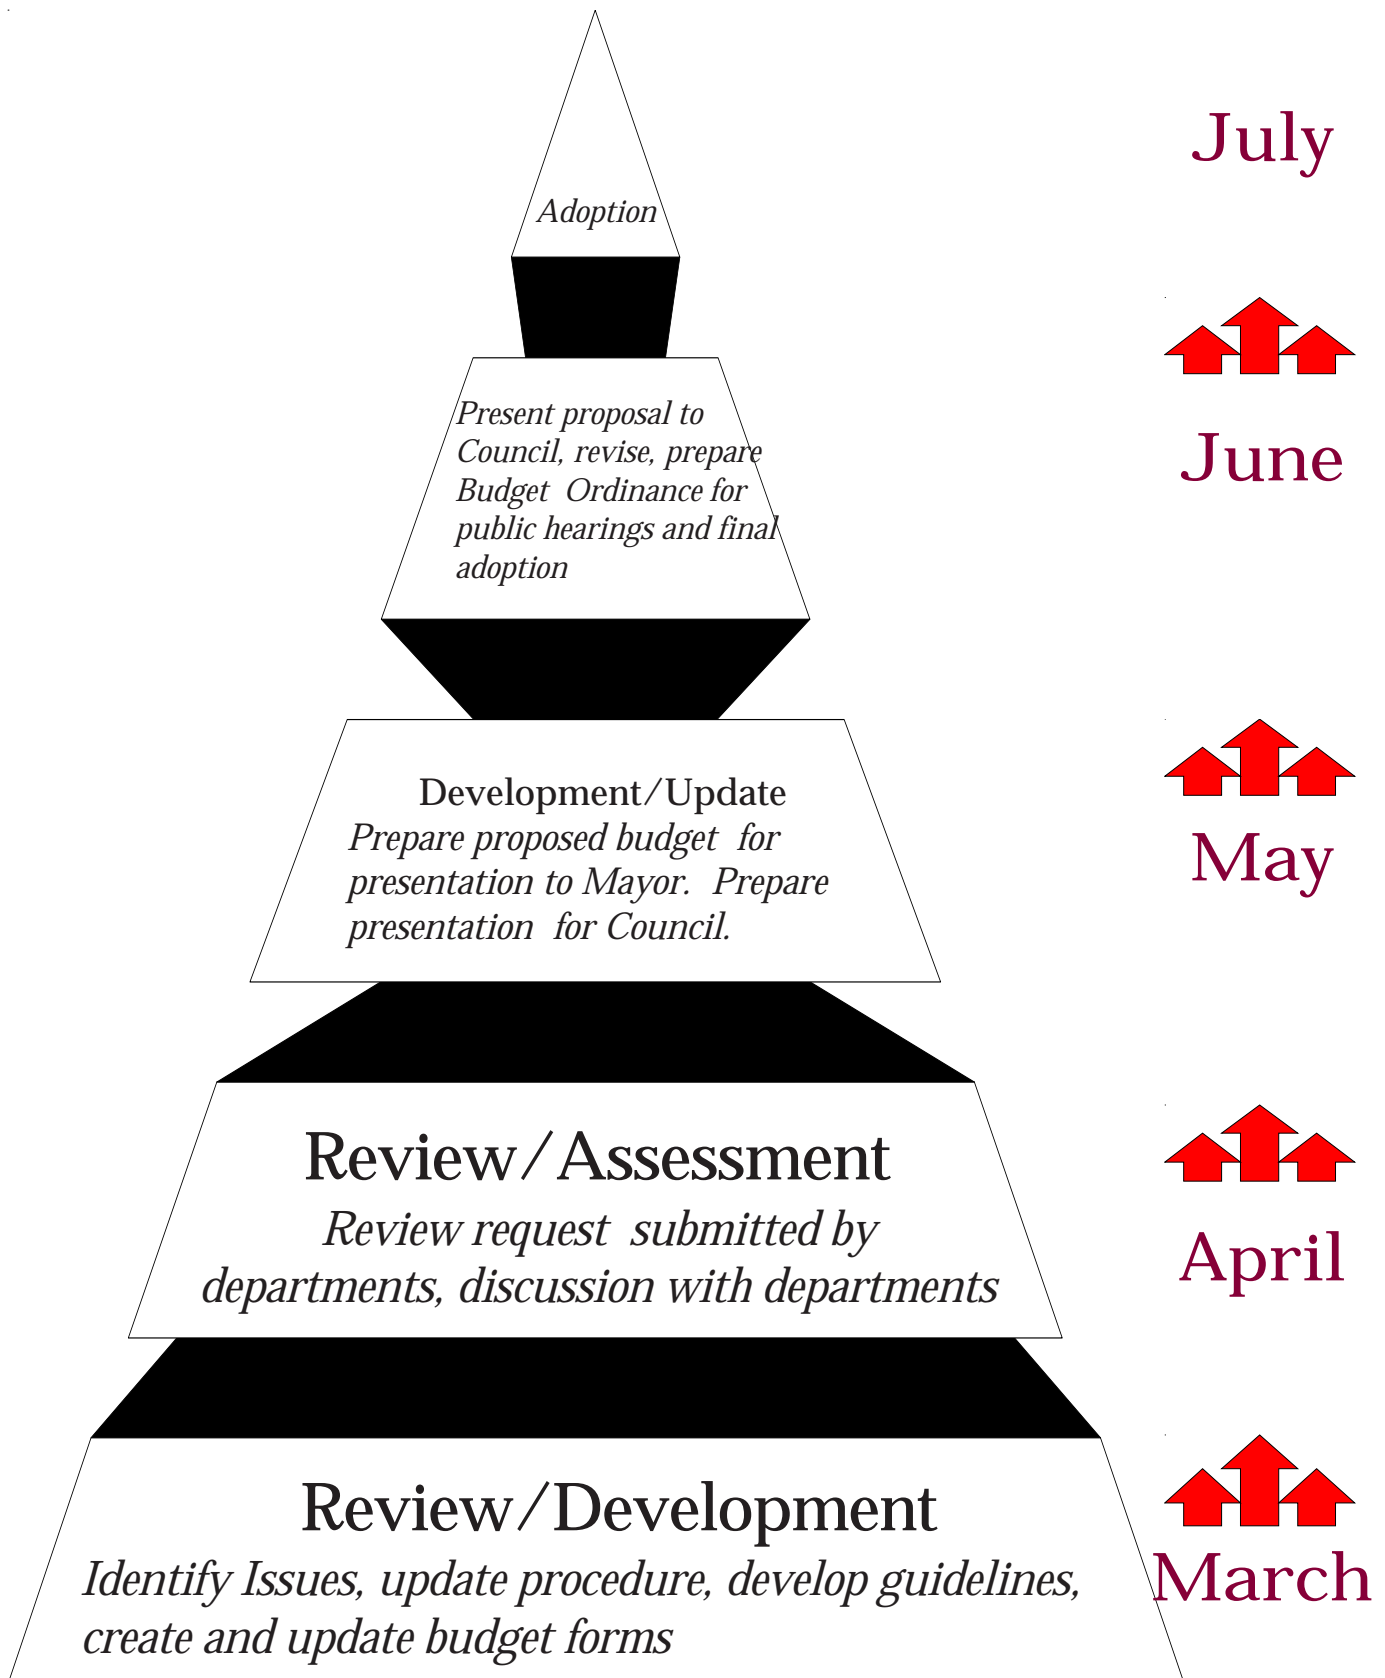 July
Adoption
Present proposal to
Council, revise, prepare
Budget Ordinance for
public hearings and final
adoption
June
Development/Update
Prepare proposed budget for
presentation to Mayor. Prepare
presentation for Council.
May
Review/Assessment
Review request submitted by
departments, discussion with departments
April
Review/Development
Identify Issues, update procedure, develop guidelines,
create and update budget forms
March